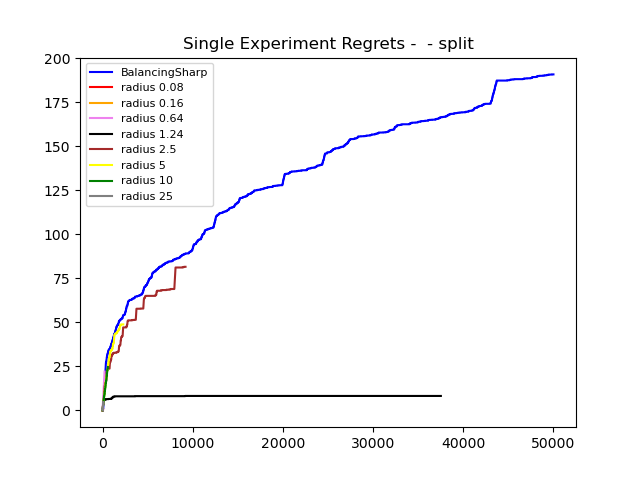 Single Experiment Regrets -  - split
BalancingSharp
radius 0.08
radius 0.16
radius 0.64
radius 1.24
radius 2.5
radius 5
radius 10
radius 25
200
175
150
125
100
75
50
25
0
0 10000 20000 30000 40000 50000